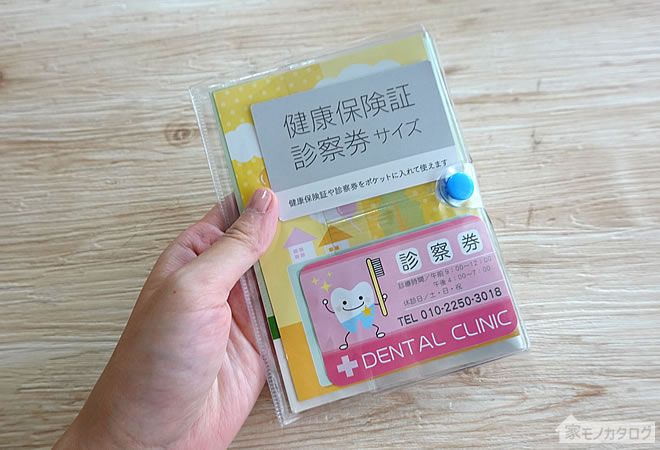 健康保険証
診察券 サイズ
健康保険証や診察券をポケットに入れて使えます
診察券
診療時間／午前 9：00〜12：00
午後 4：00〜7：00
休診日／土・日・祝
TEL 010-2250-3018
DENTAL CLINIC
家モノカタログ